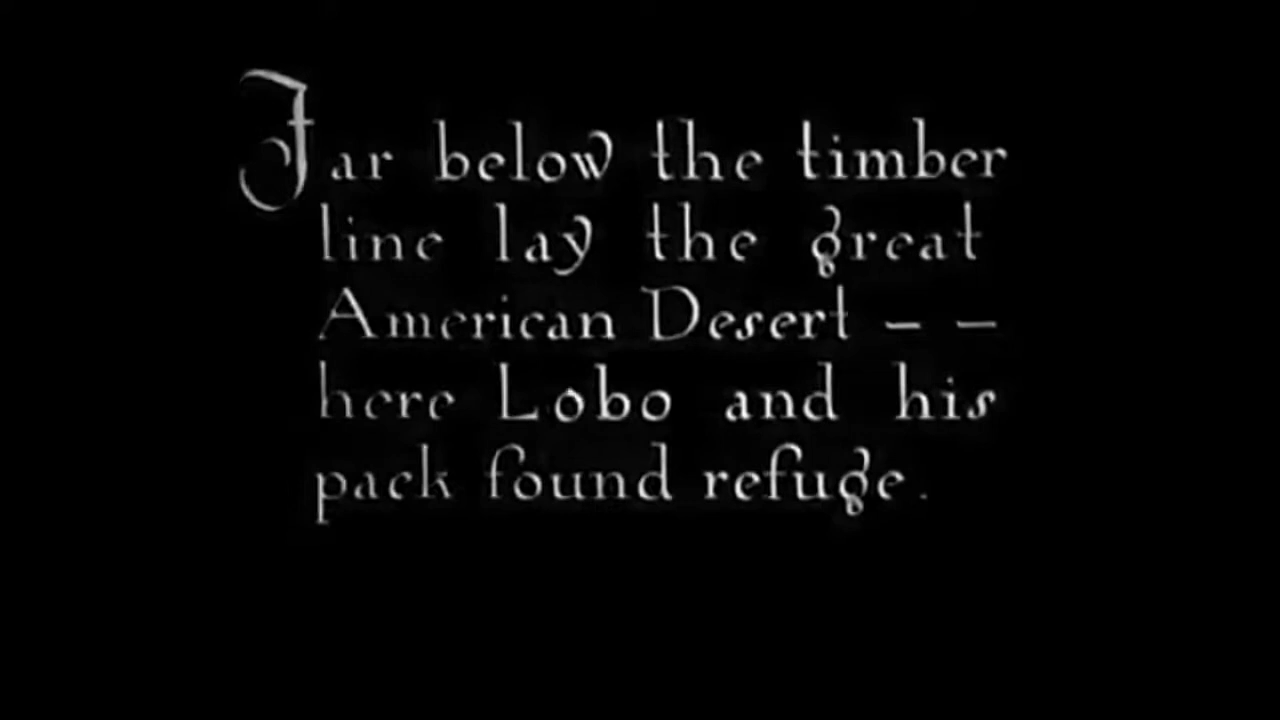 Far below the timber
line lay the great
American Desert – –
here Lobo and his
pack found refuge.